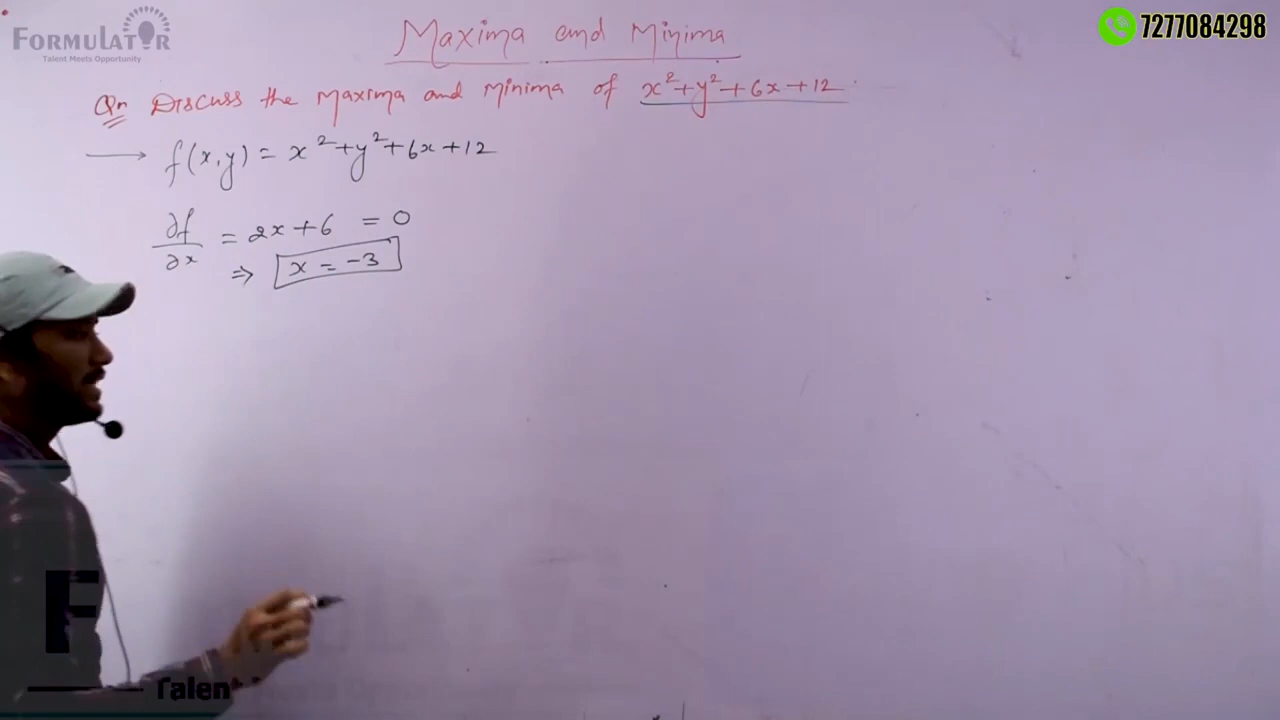 FORMULATOR
Talent Meets Opportunity
7277084298
Maxima and Minima
Qn Discuss the Maxima and Minima of x²+y²+6x+12
→ f(x,y) = x²+y²+6x+12
∂f/∂x = 2x+6 = 0
⇒ x = -3
F
Talent